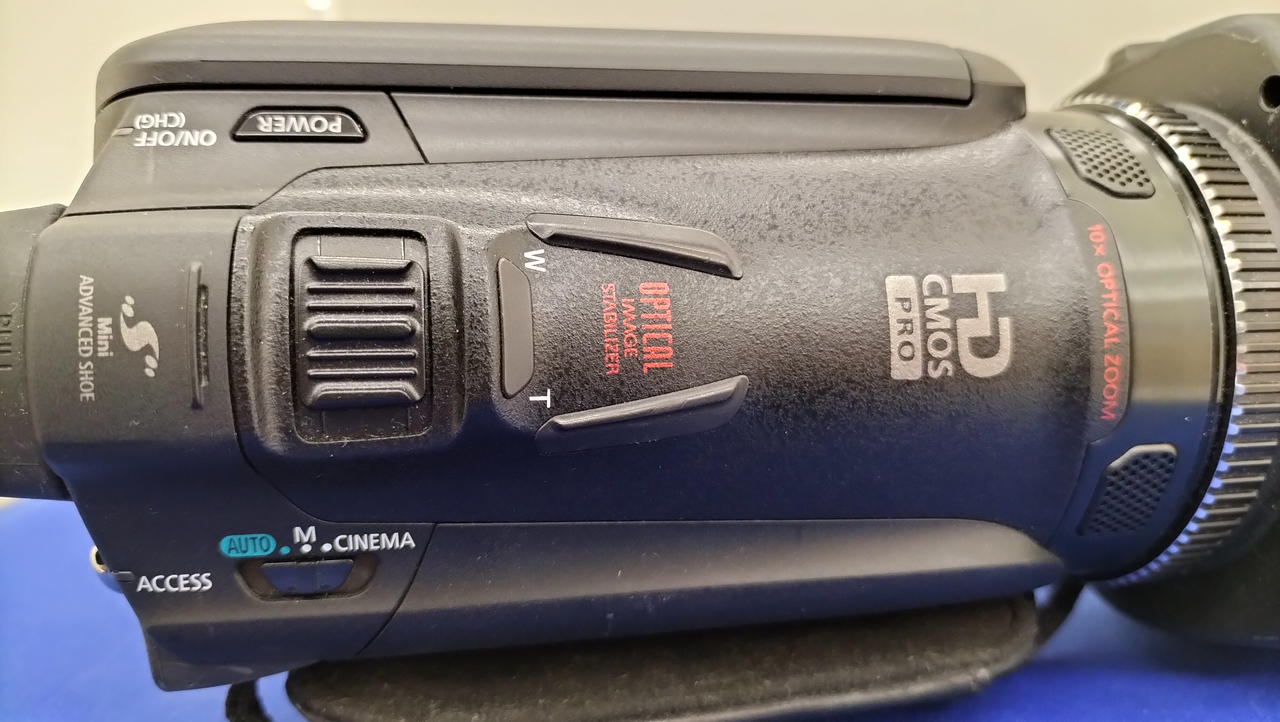 POWER
ON/OFF
(CHG)
Mini
ADVANCED SHOE
W
T
OPTICAL
IMAGE
STABILIZER
HD
CMOS
PRO
10x OPTICAL ZOOM
AUTO M CINEMA
ACCESS